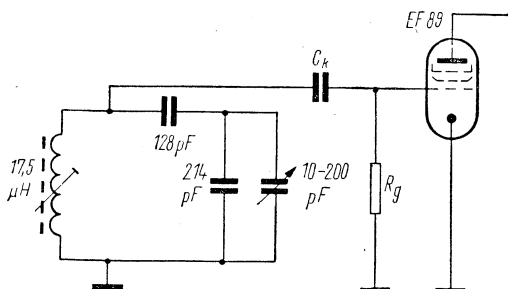 EF 89
C_k
128 pF
17,5
μH
214
pF
10-200
pF
R_g